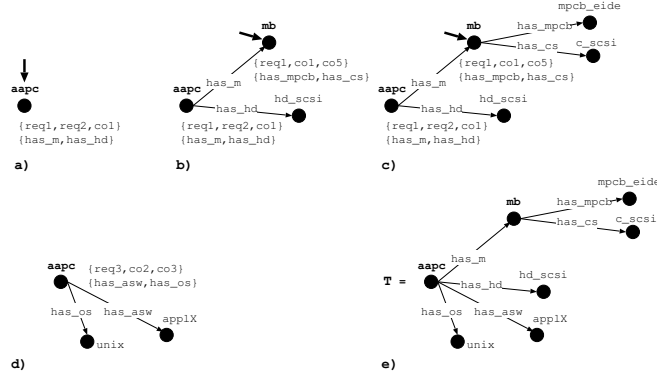 aapc
{req1,req2,co1}
{has_m,has_hd}
a)
mb
{req1,co1,co5}
{has_mpcb,has_cs}
has_m
aapc
has_hd
hd_scsi
{req1,req2,co1}
{has_m,has_hd}
b)
mpcb_eide
mb
has_mpcb
c_scsi
has_cs
{req1,co1,co5}
{has_mpcb,has_cs}
has_m
aapc
hd_scsi
has_hd
{req1,req2,co1}
{has_m,has_hd}
c)
aapc
{req3,co2,co3}
{has_asw,has_os}
has_os
has_asw
applX
unix
d)
mpcb_eide
mb
has_mpcb
c_scsi
has_cs
has_m
aapc
T =
hd_scsi
has_hd
has_os
has_asw
applX
unix
e)